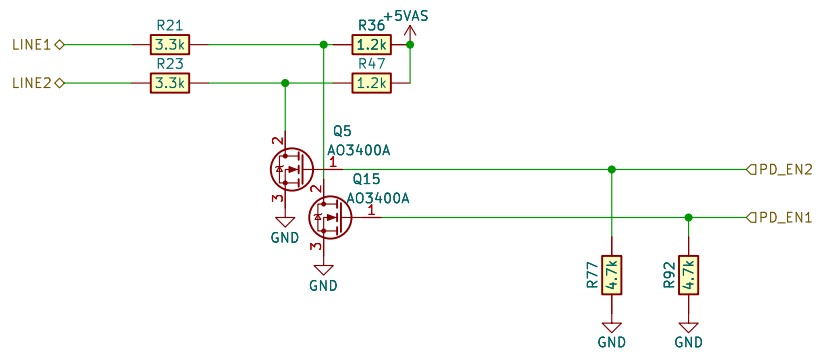 +5VAS
R21
R36
LINE1
3.3k
1.2k
R23
R47
LINE2
3.3k
1.2k
Q5
2
AO3400A
1
PD_EN2
3
Q15
2
AO3400A
1
PD_EN1
GND
3
GND
R77
4.7k
R92
4.7k
GND
GND